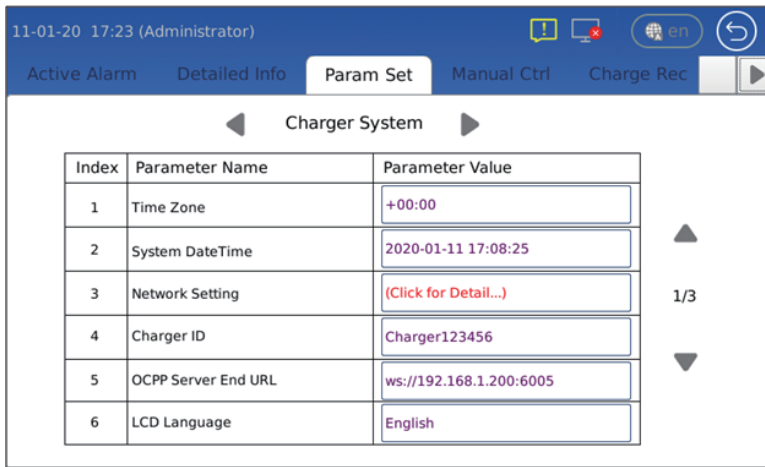 11-01-20 17:23 (Administrator)
en
Active Alarm Detailed Info Param Set Manual Ctrl Charge Rec
Charger System
Index Parameter Name Parameter Value
1 Time Zone +00:00
2 System DateTime 2020-01-11 17:08:25
3 Network Setting (Click for Detail...)
1/3
4 Charger ID Charger123456
5 OCPP Server End URL ws://192.168.1.200:6005
6 LCD Language English